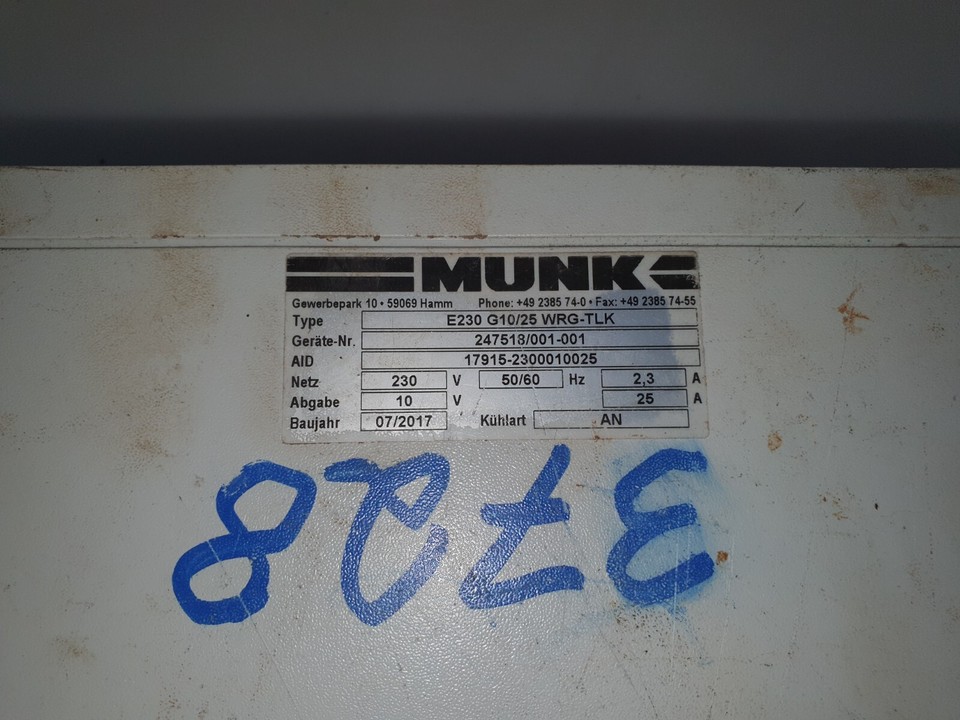 MUNK
Gewerbepark 10 • 59069 Hamm Phone: +49 2385 74-0 • Fax: +49 2385 74-55
Type E230 G10/25 WRG-TLK
Geräte-Nr. 247518/001-001
AID 17915-2300010025
Netz 230 V 50/60 Hz 2,3 A
Abgabe 10 V 25 A
Baujahr 07/2017 Kühlart AN
3728